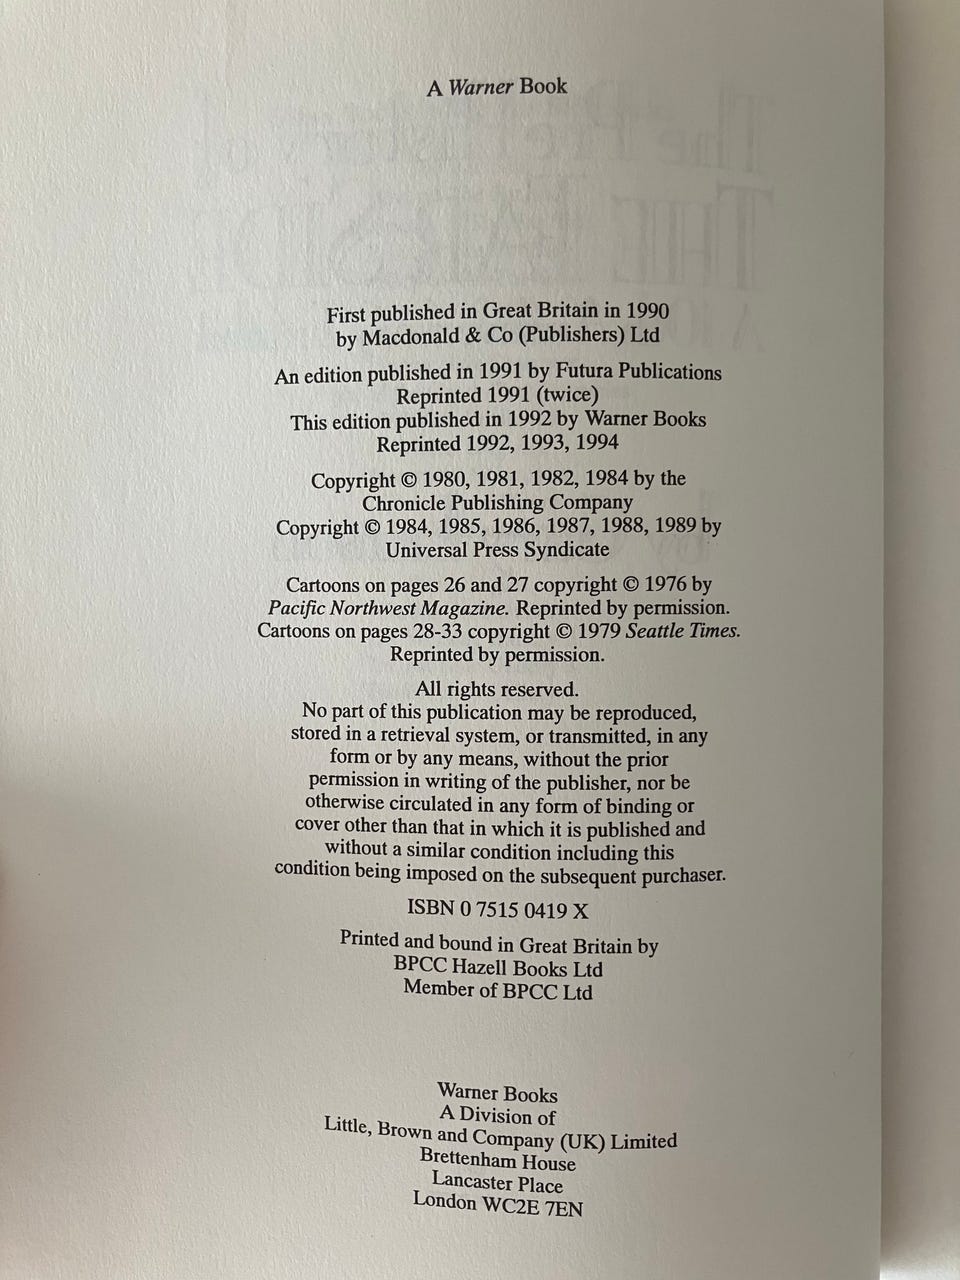 A Warner Book
First published in Great Britain in 1990
by Macdonald & Co (Publishers) Ltd
An edition published in 1991 by Futura Publications
Reprinted 1991 (twice)
This edition published in 1992 by Warner Books
Reprinted 1992, 1993, 1994
Copyright © 1980, 1981, 1982, 1984 by the
Chronicle Publishing Company
Copyright © 1984, 1985, 1986, 1987, 1988, 1989 by
Universal Press Syndicate
Cartoons on pages 26 and 27 copyright © 1976 by
Pacific Northwest Magazine. Reprinted by permission.
Cartoons on pages 28-33 copyright © 1979 Seattle Times.
Reprinted by permission.
All rights reserved.
No part of this publication may be reproduced,
stored in a retrieval system, or transmitted, in any
form or by any means, without the prior
permission in writing of the publisher, nor be
otherwise circulated in any form of binding or
cover other than that in which it is published and
without a similar condition including this
condition being imposed on the subsequent purchaser.
ISBN 0 7515 0419 X
Printed and bound in Great Britain by
BPCC Hazell Books Ltd
Member of BPCC Ltd
Warner Books
A Division of
Little, Brown and Company (UK) Limited
Brettenham House
Lancaster Place
London WC2E 7EN